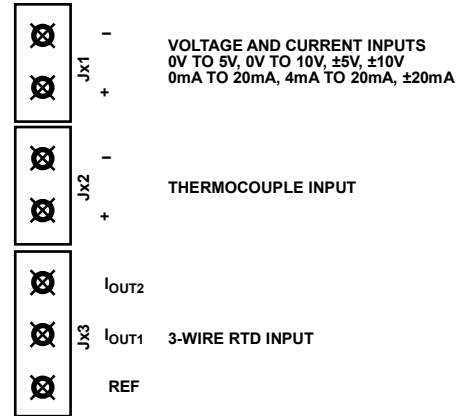 −
VOLTAGE AND CURRENT INPUTS
0V TO 5V, 0V TO 10V, ±5V, ±10V
0mA TO 20mA, 4mA TO 20mA, ±20mA
Jx1
+
−
Jx2
THERMOCOUPLE INPUT
+
IOUT2
Jx3
IOUT1
3-WIRE RTD INPUT
REF